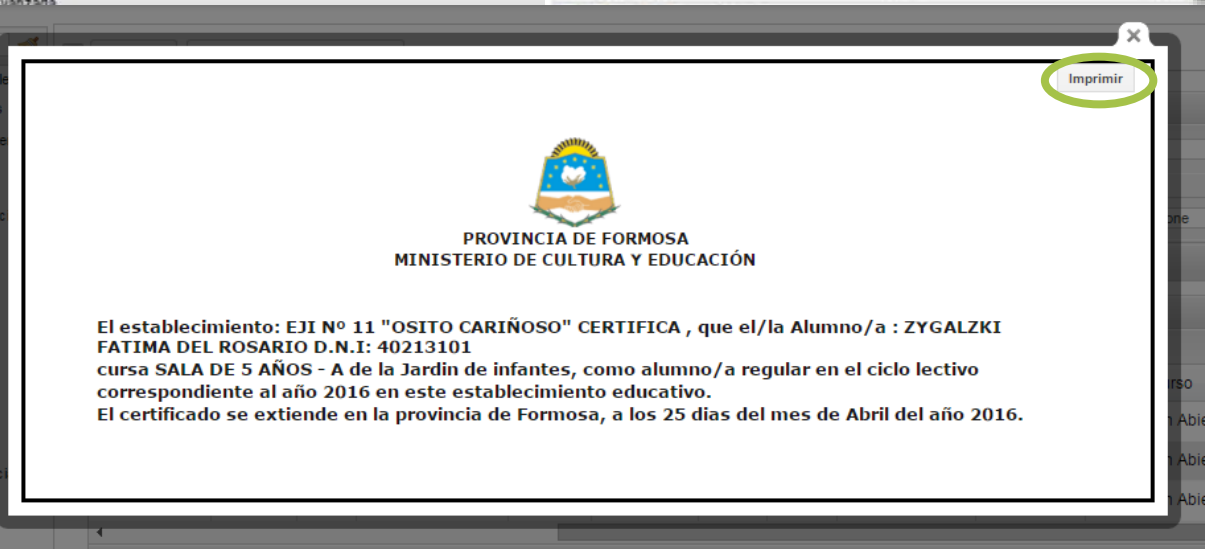 Imprimir
PROVINCIA DE FORMOSA
MINISTERIO DE CULTURA Y EDUCACIÓN
El establecimiento: EJI Nº 11 "OSITO CARIÑOSO" CERTIFICA , que el/la Alumno/a : ZYGALZKI
FATIMA DEL ROSARIO D.N.I: 40213101
cursa SALA DE 5 AÑOS - A de la Jardin de infantes, como alumno/a regular en el ciclo lectivo
correspondiente al año 2016 en este establecimiento educativo.
El certificado se extiende en la provincia de Formosa, a los 25 dias del mes de Abril del año 2016.